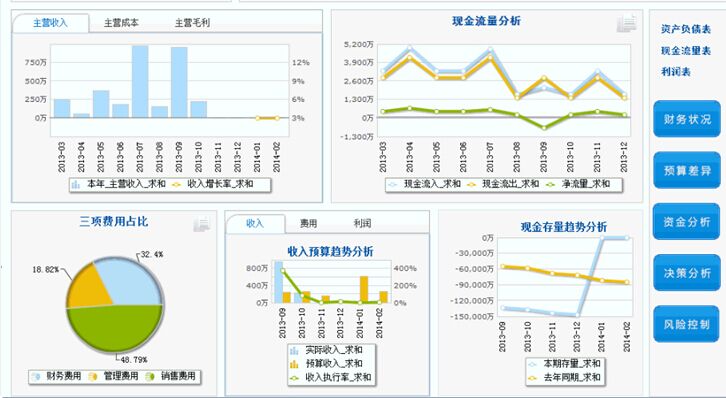 主营收入 主营成本 主营毛利
750万
500万
250万
0万
12%
9%
6%
3%
2013-03 2013-04 2013-05 2013-06 2013-07 2013-08 2013-09 2013-10 2013-11 2013-12 2014-01 2014-02
本年_主营收入_求和 收入增长率_求和
现金流量分析
5,200万
3,900万
2,600万
1,300万
0万
-1,300万
2013-03 2013-04 2013-05 2013-06 2013-07 2013-08 2013-09 2013-10 2013-11 2013-12
现金流入_求和 现金流出_求和 净流量_求和
资产负债表
现金流量表
利润表
财务状况
预算差异
资金分析
决策分析
风险控制
三项费用占比
32.4%
18.82%
48.79%
财务费用 管理费用 销售费用
收入 费用 利润
收入预算趋势分析
800万
400万
0万
400%
200%
0%
2013-09 2013-10 2013-11 2013-12 2014-01 2014-02
实际收入_求和
预算收入_求和
收入执行率_求和
现金存量趋势分析
0万
-30,000万
-60,000万
-90,000万
-120,000万
-150,000万
2013-09 2013-10 2013-11 2013-12 2014-01 2014-02
本期存量_求和
去年同期_求和